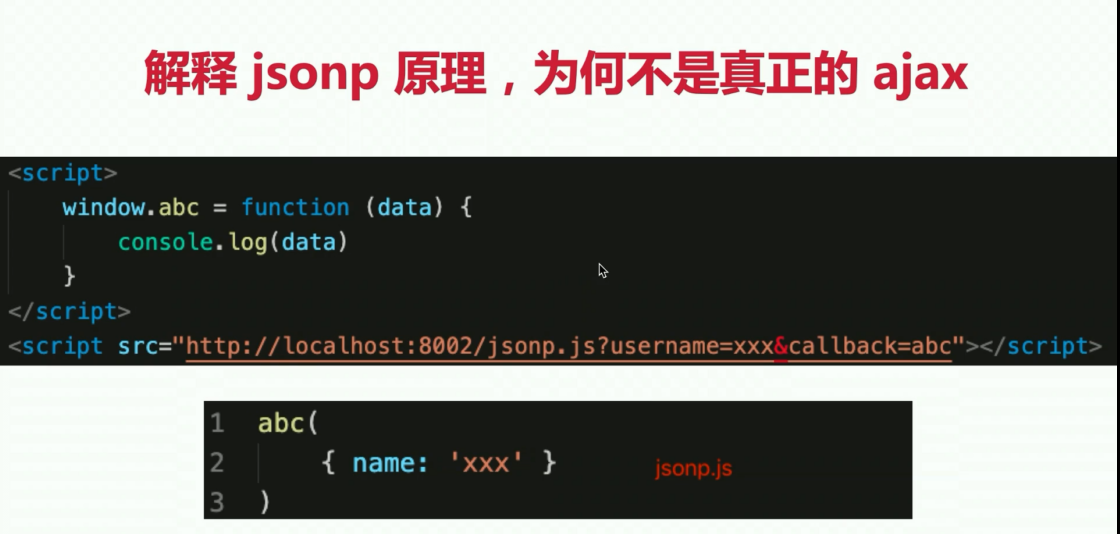 解释 jsonp 原理，为何不是真正的 ajax
<script>
window.abc = function (data) {
console.log(data)
}
</script>
<script src="http://localhost:8002/jsonp.js?username=xxx&callback=abc"></script>
1 abc(
2 { name: 'xxx' } jsonp.js
3 )